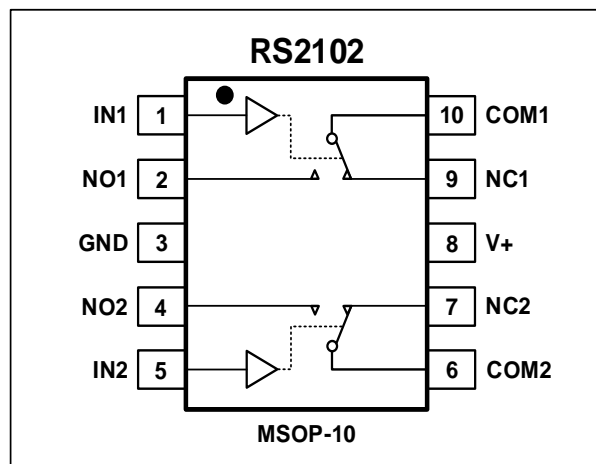 RS2102
IN1 1 10 COM1
NO1 2 9 NC1
GND 3 8 V+
NO2 4 7 NC2
IN2 5 6 COM2
MSOP-10